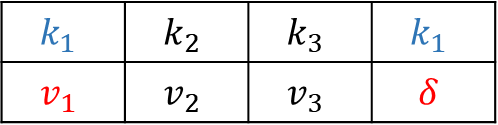 k₁ k₂ k₃ k₁
v₁ v₂ v₃ δ